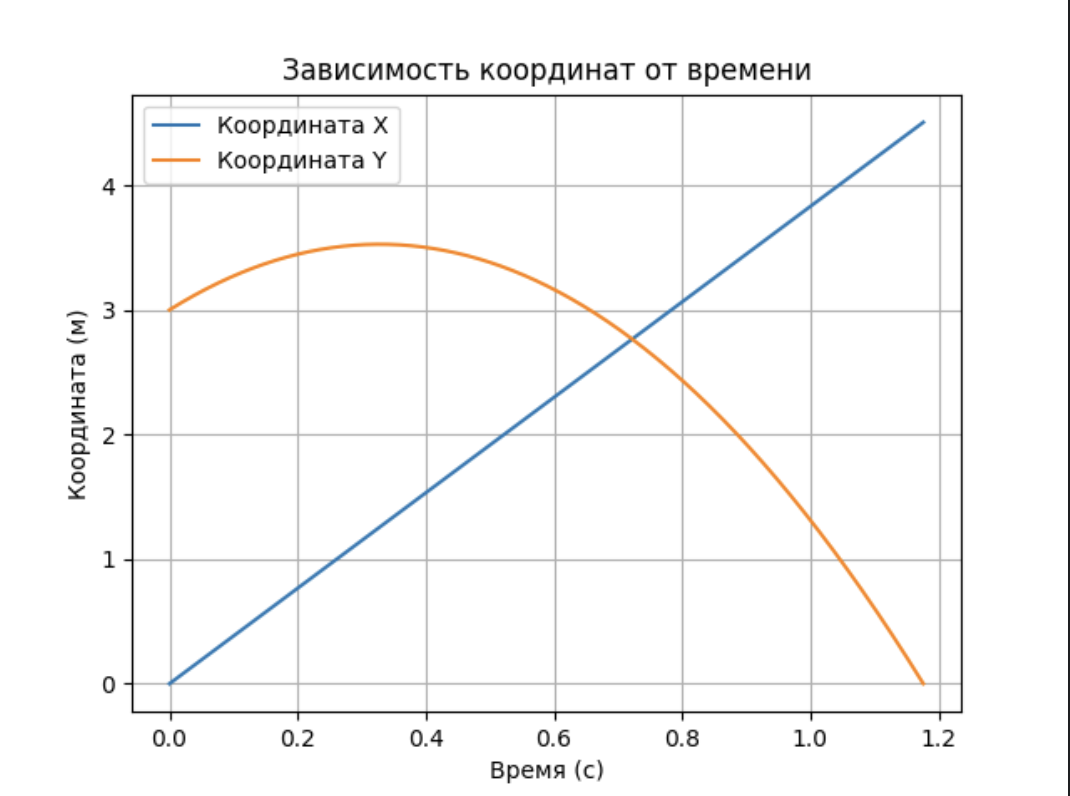 Зависимость координат от времени
Координата X
Координата Y
Координата (м)
4
3
2
1
0
0.0 0.2 0.4 0.6 0.8 1.0 1.2
Время (с)